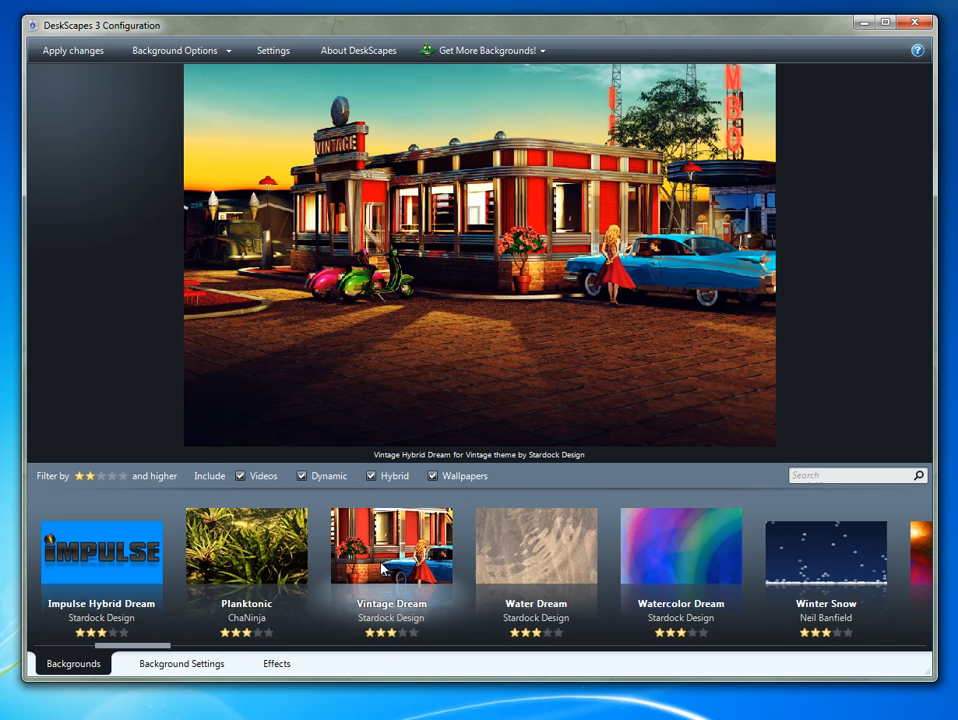 DeskScapes 3 Configuration
Apply changes Background Options Settings About DeskScapes Get More Backgrounds! ?
VINTAGE
MBO
Vintage Hybrid Dream for Vintage theme by Stardock Design
Filter by and higher Include Videos Dynamic Hybrid Wallpapers Search
IMPULSE
Impulse Hybrid Dream Planktonic Vintage Dream Water Dream Watercolor Dream Winter Snow
Stardock Design ChaNinja Stardock Design Stardock Design Stardock Design Neil Banfield
Backgrounds Background Settings Effects